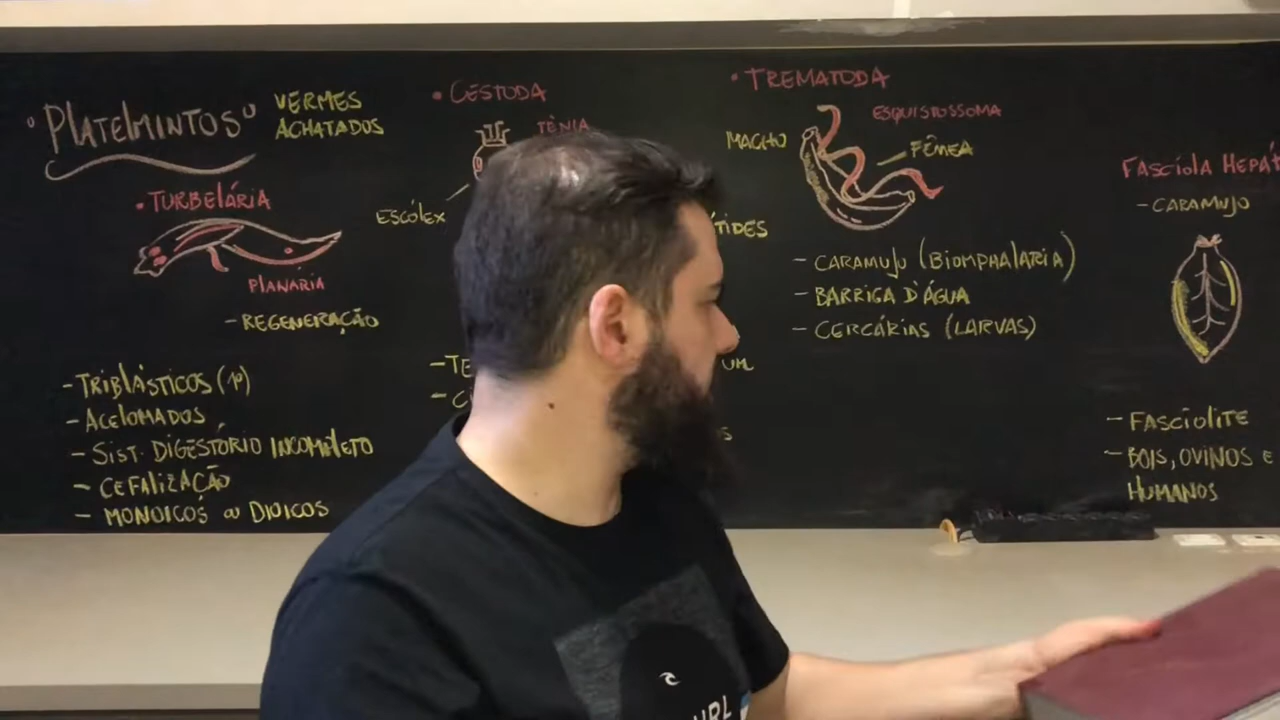 ° PLATELMINTOS °
VERMES
ACHATADOS
• TURBELÁRIA
PLANÁRIA
- REGENERAÇÃO
- TRIBLÁSTICOS (1º)
- ACELOMADOS
- SIST. DIGESTÓRIO INCOMPLETO
- CEFALIZAÇÃO
- MONOICOS OU DIOICOS
• CESTODA
TÊNIA
ESCÓLEX
• TREMATODA
ESQUISTOSSOMA
MACHO
FÊMEA
- CARAMUJO (BIOMPHALARIA)
- BARRIGA D'ÁGUA
- CERCÁRIAS (LARVAS)
FASCÍOLA HEPÁ
- CARAMUJO
- FASCIOLITE
- BOIS, OVINOS E
HUMANOS